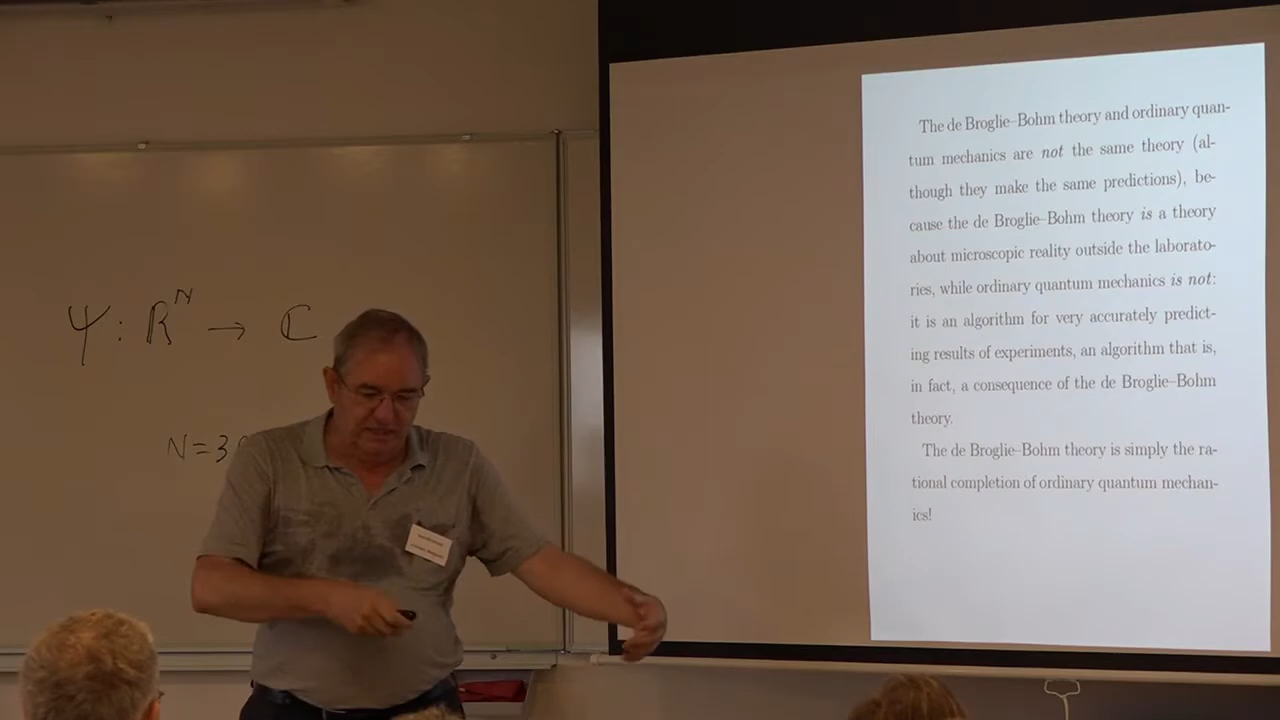 Ψ : R^N → ℂ
N=3
The de Broglie–Bohm theory and ordinary quan-
tum mechanics are not the same theory (al-
though they make the same predictions), be-
cause the de Broglie–Bohm theory is a theory
about microscopic reality outside the laborato-
ries, while ordinary quantum mechanics is not:
it is an algorithm for very accurately predict-
ing results of experiments, an algorithm that is,
in fact, a consequence of the de Broglie–Bohm
theory.
The de Broglie–Bohm theory is simply the ra-
tional completion of ordinary quantum mechan-
ics!